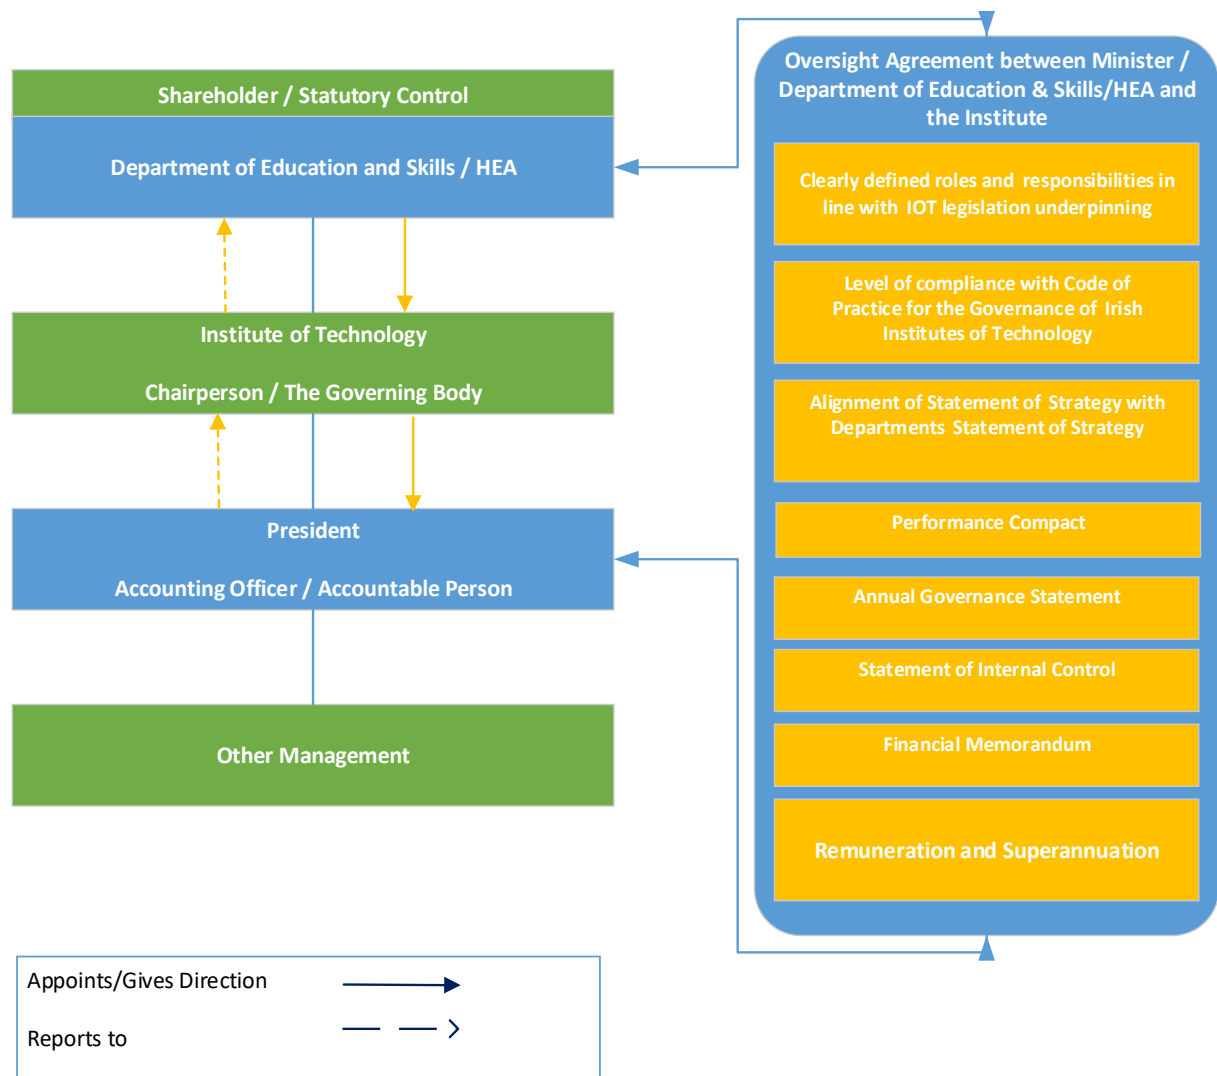 Shareholder / Statutory Control
Department of Education and Skills / HEA
Institute of Technology
Chairperson / The Governing Body
President
Accounting Officer / Accountable Person
Other Management
Oversight Agreement between Minister /
Department of Education & Skills/HEA and
the Institute
Clearly defined roles and responsibilities in
line with IOT legislation underpinning
Level of compliance with Code of
Practice for the Governance of Irish
Institutes of Technology
Alignment of Statement of Strategy with
Departments Statement of Strategy
Performance Compact
Annual Governance Statement
Statement of Internal Control
Financial Memorandum
Remuneration and Superannuation
Appoints/Gives Direction
Reports to